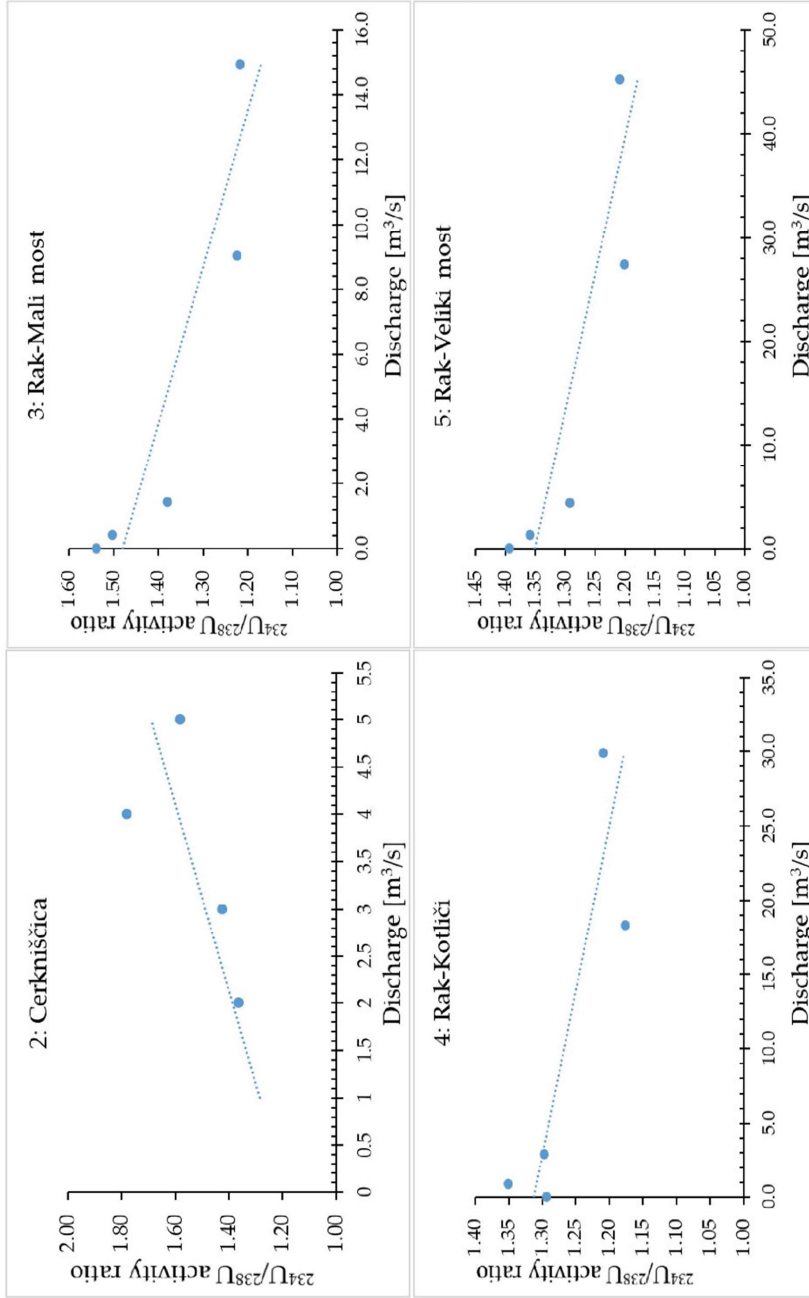 2: Cerkniščica
²³⁴U/²³⁸U activity ratio
2.00
1.80
1.60
1.40
1.20
1.00
0 0.5 1 1.5 2 2.5 3 3.5 4 4.5 5 5.5
Discharge [m³/s]
3: Rak-Mali most
²³⁴U/²³⁸U activity ratio
1.60
1.50
1.40
1.30
1.20
1.10
1.00
0.0 2.0 4.0 6.0 8.0 10.0 12.0 14.0 16.0
Discharge [m³/s]
4: Rak-Kotliči
²³⁴U/²³⁸U activity ratio
1.40
1.35
1.30
1.25
1.20
1.15
1.10
1.05
1.00
0.0 5.0 10.0 15.0 20.0 25.0 30.0 35.0
Discharge [m³/s]
5: Rak-Veliki most
²³⁴U/²³⁸U activity ratio
1.45
1.40
1.35
1.30
1.25
1.20
1.15
1.10
1.05
1.00
0.0 10.0 20.0 30.0 40.0 50.0
Discharge [m³/s]